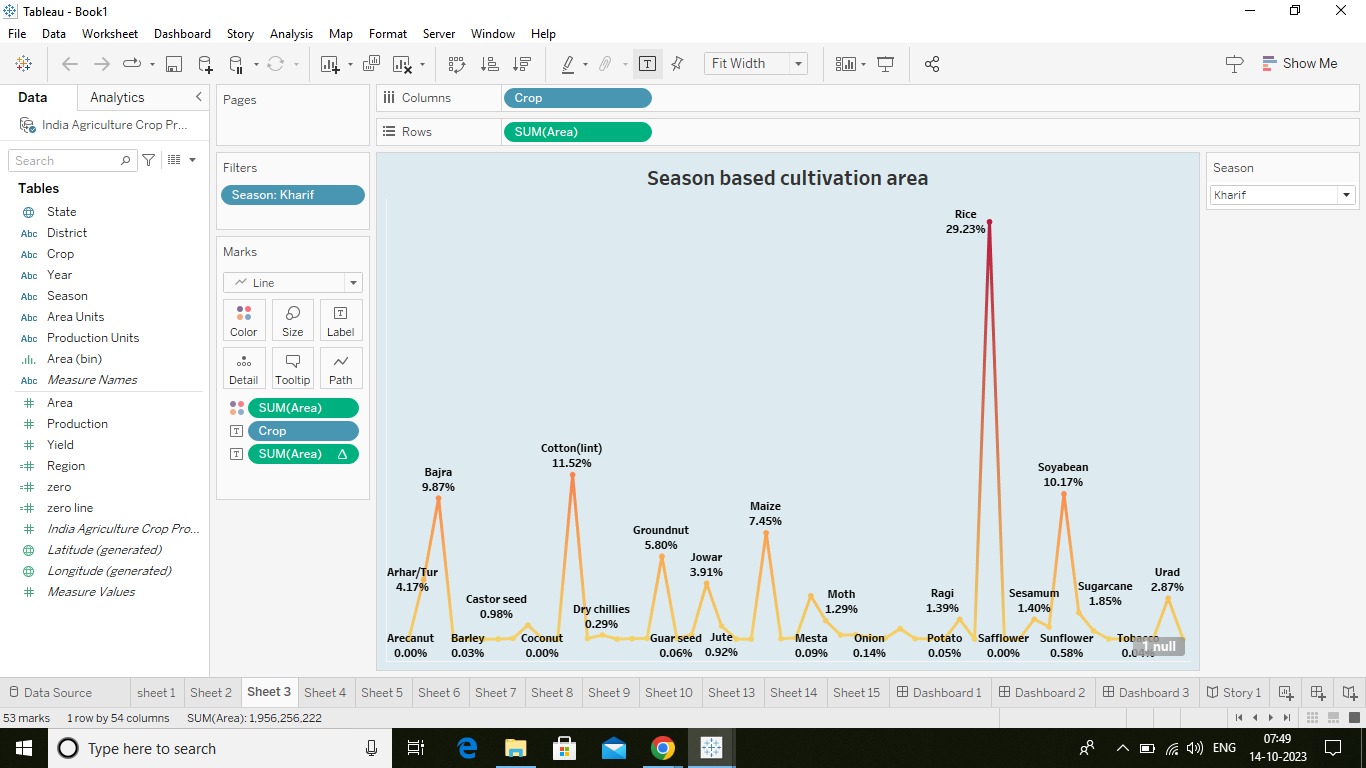 Tableau - Book1
File Data Worksheet Dashboard Story Analysis Map Format Server Window Help
Fit Width
Show Me
Data Analytics
India Agriculture Crop Pr...
Search
Tables
State
Abc District
Abc Crop
Abc Year
Abc Season
Abc Area Units
Abc Production Units
Area (bin)
Abc Measure Names
# Area
# Production
# Yield
=# Region
=# zero
=# zero line
# India Agriculture Crop Pro...
Latitude (generated)
Longitude (generated)
# Measure Values
Pages
Filters
Season: Kharif
Marks
Line
Color Size Label
Detail Tooltip Path
SUM(Area)
Crop
SUM(Area) Δ
Columns Crop
Rows SUM(Area)
Season based cultivation area
Rice
29.23%
Cotton(lint)
11.52%
Bajra
9.87%
Soyabean
10.17%
Maize
7.45%
Groundnut
5.80%
Jowar
3.91%
Arhar/Tur
4.17%
Castor seed
0.98%
Dry chillies
0.29%
Moth
1.29%
Ragi
1.39%
Sesamum
1.40%
Sugarcane
1.85%
Urad
2.87%
Arecanut
0.00%
Barley
0.03%
Coconut
0.00%
Guar seed
0.06%
Jute
0.92%
Mesta
0.09%
Onion
0.14%
Potato
0.05%
Safflower
0.00%
Sunflower
0.58%
Tobacco
1 null
Season
Kharif
Data Source sheet 1 Sheet 2 Sheet 3 Sheet 4 Sheet 5 Sheet 6 Sheet 7 Sheet 8 Sheet 9 Sheet 10 Sheet 13 Sheet 14 Sheet 15 Dashboard 1 Dashboard 2 Dashboard 3 Story 1
53 marks 1 row by 54 columns SUM(Area): 1,956,256,222
Type here to search
ENG
07:49
14-10-2023